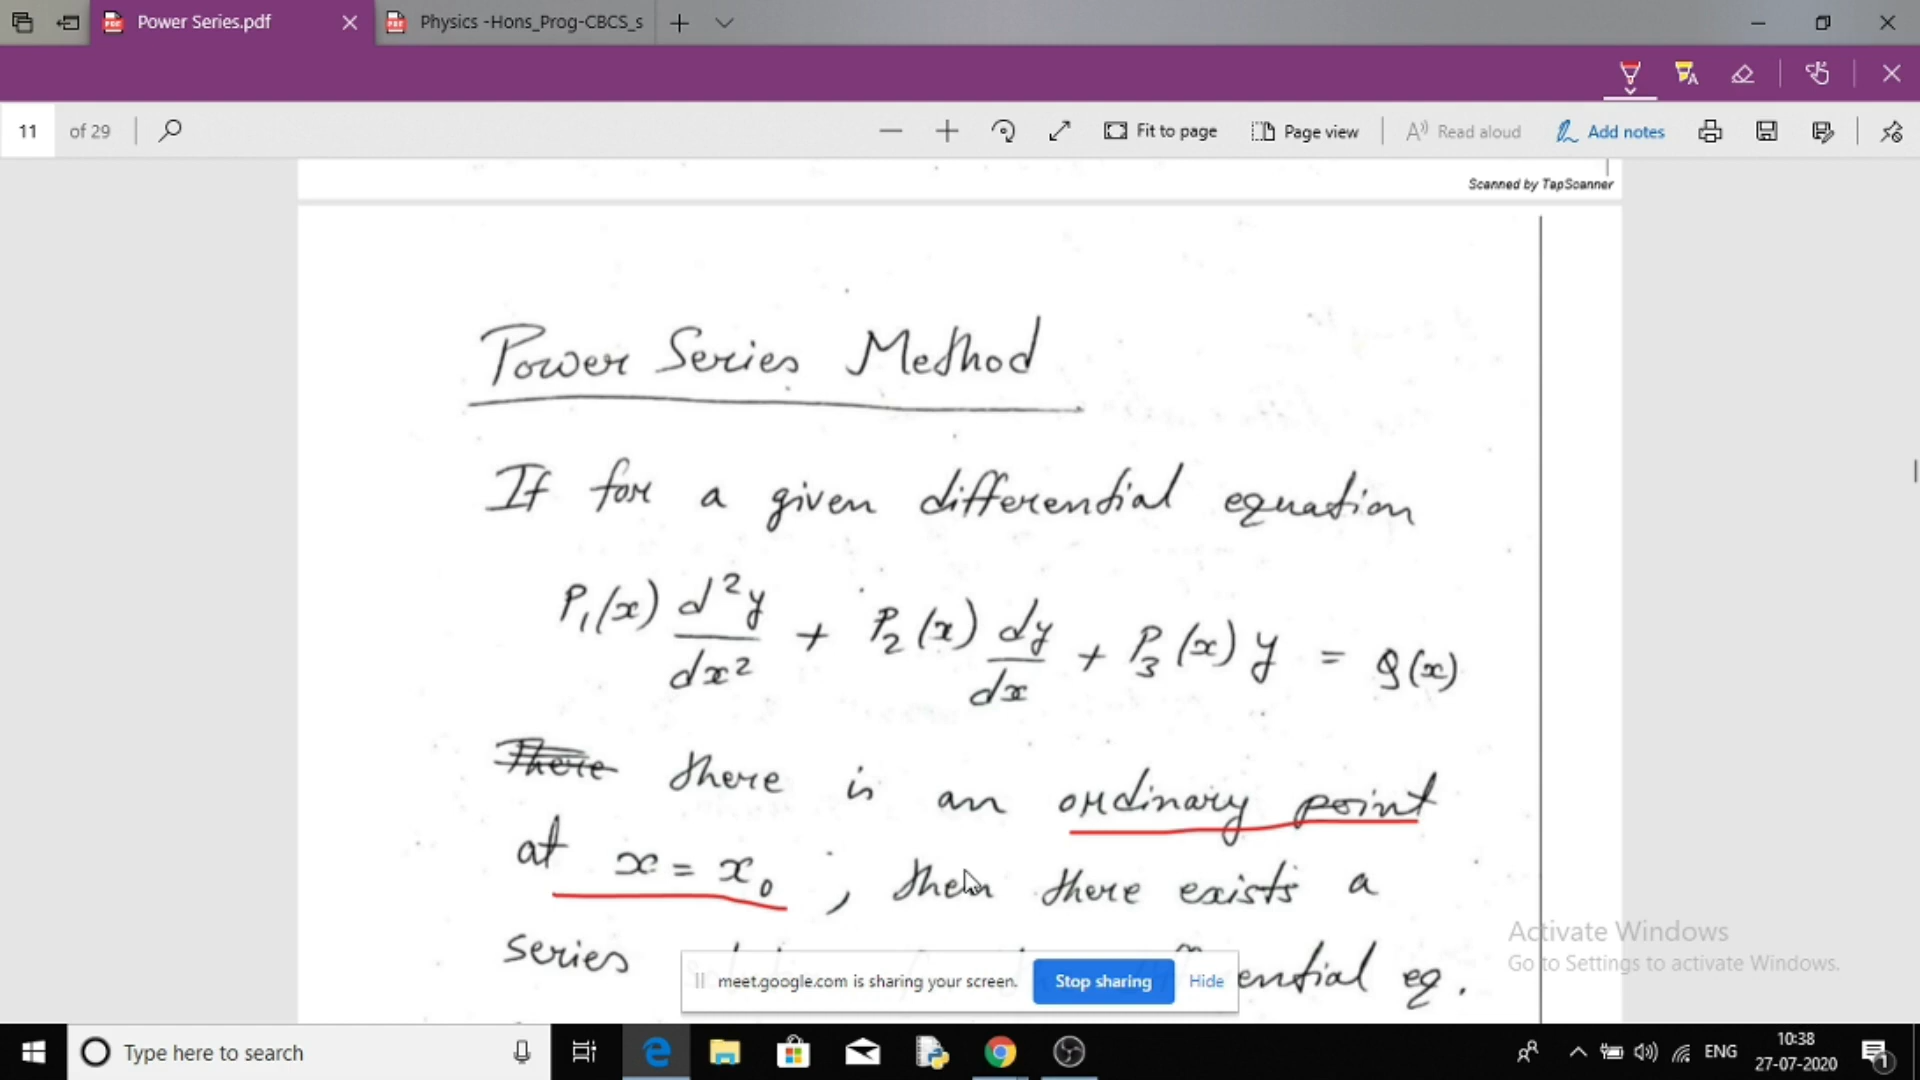 Power Series.pdf
Physics -Hons_Prog-CBCS_s
11 of 29
Fit to page
Page view
Read aloud
Add notes
Scanned by TapScanner
Power Series Method
If for a given differential equation
P₁(x) d²y/dx² + P₂(x) dy/dx + P₃(x) y = Q(x)
There there is an ordinary point
at x = x₀ , then there exists a
series ential eq.
meet.google.com is sharing your screen.
Stop sharing
Hide
Activate Windows
Go to Settings to activate Windows.
Type here to search
ENG
10:38
27-07-2020
1